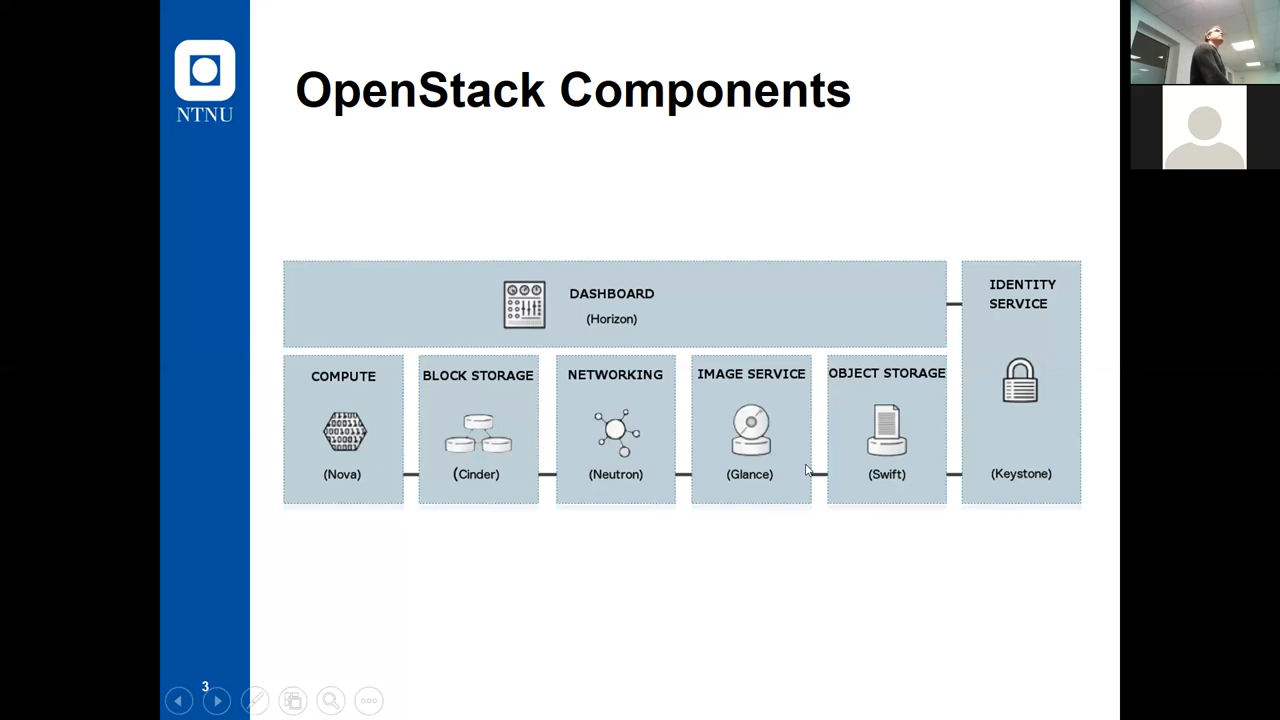 NTNU
OpenStack Components
DASHBOARD
(Horizon)
IDENTITY
SERVICE
(Keystone)
COMPUTE
(Nova)
BLOCK STORAGE
(Cinder)
NETWORKING
(Neutron)
IMAGE SERVICE
(Glance)
OBJECT STORAGE
(Swift)
3